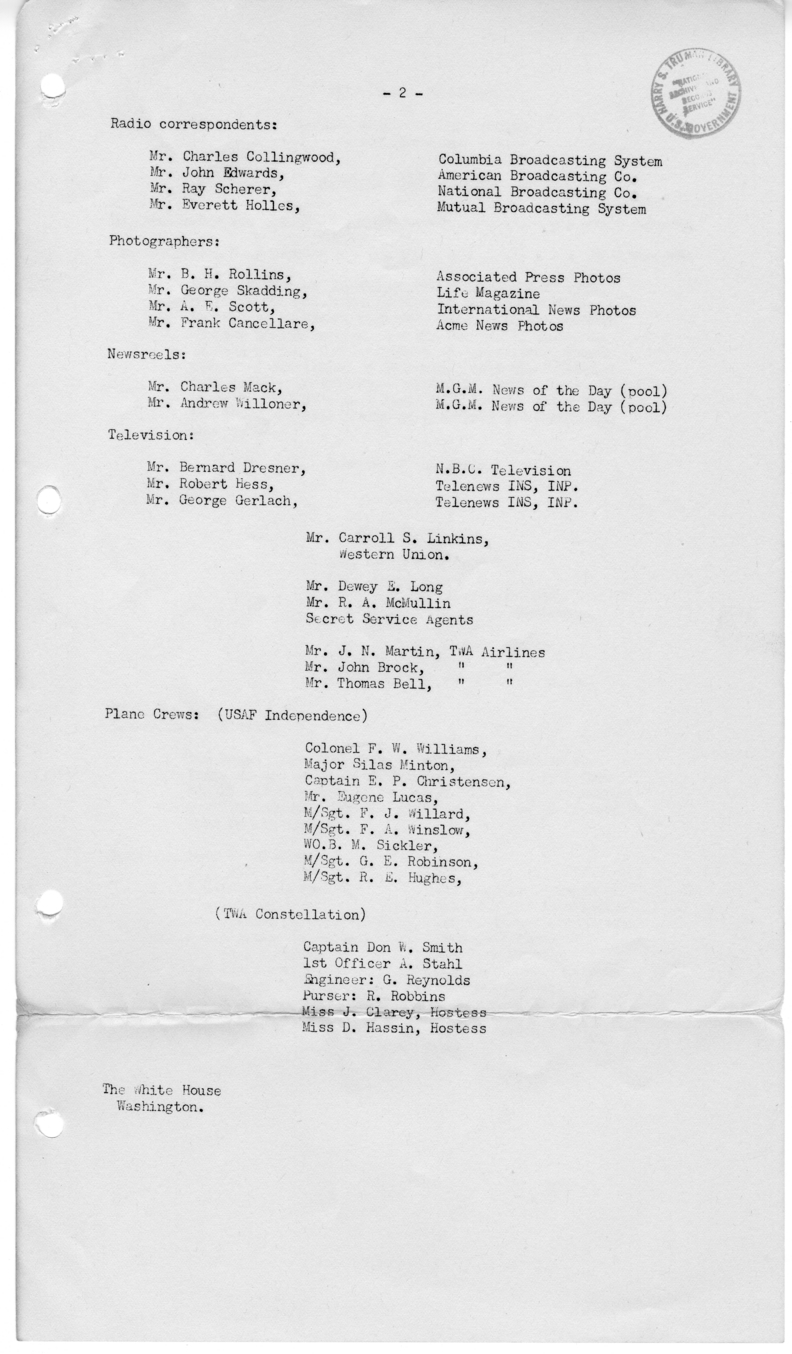 - 2 -
HARRY S. TRUMAN LIBRARY
U.S. GOVERNMENT
Radio correspondents:
Mr. Charles Collingwood, Columbia Broadcasting System
Mr. John Edwards, American Broadcasting Co.
Mr. Ray Scherer, National Broadcasting Co.
Mr. Everett Holles, Mutual Broadcasting System
Photographers:
Mr. B. H. Rollins, Associated Press Photos
Mr. George Skadding, Life Magazine
Mr. A. E. Scott, International News Photos
Mr. Frank Cancellare, Acme News Photos
Newsreels:
Mr. Charles Mack, M.G.M. News of the Day (pool)
Mr. Andrew Willoner, M.G.M. News of the Day (pool)
Television:
Mr. Bernard Dresner, N.B.C. Television
Mr. Robert Hess, Telenews INS, INP.
Mr. George Gerlach, Telenews INS, INP.
Mr. Carroll S. Linkins,
Western Union.
Mr. Dewey E. Long
Mr. R. A. McMullin
Secret Service Agents
Mr. J. N. Martin, TWA Airlines
Mr. John Brock, " "
Mr. Thomas Bell, " "
Plane Crews: (USAF Independence)
Colonel F. W. Williams,
Major Silas Minton,
Captain E. P. Christensen,
Mr. Eugene Lucas,
M/Sgt. F. J. Willard,
M/Sgt. F. A. Winslow,
WO.B. M. Sickler,
M/Sgt. G. E. Robinson,
M/Sgt. R. E. Hughes,
(TWA Constellation)
Captain Don W. Smith
1st Officer A. Stahl
Engineer: G. Reynolds
Purser: R. Robbins
Miss J. Clarey, Hostess
Miss D. Hassin, Hostess
The White House
Washington.